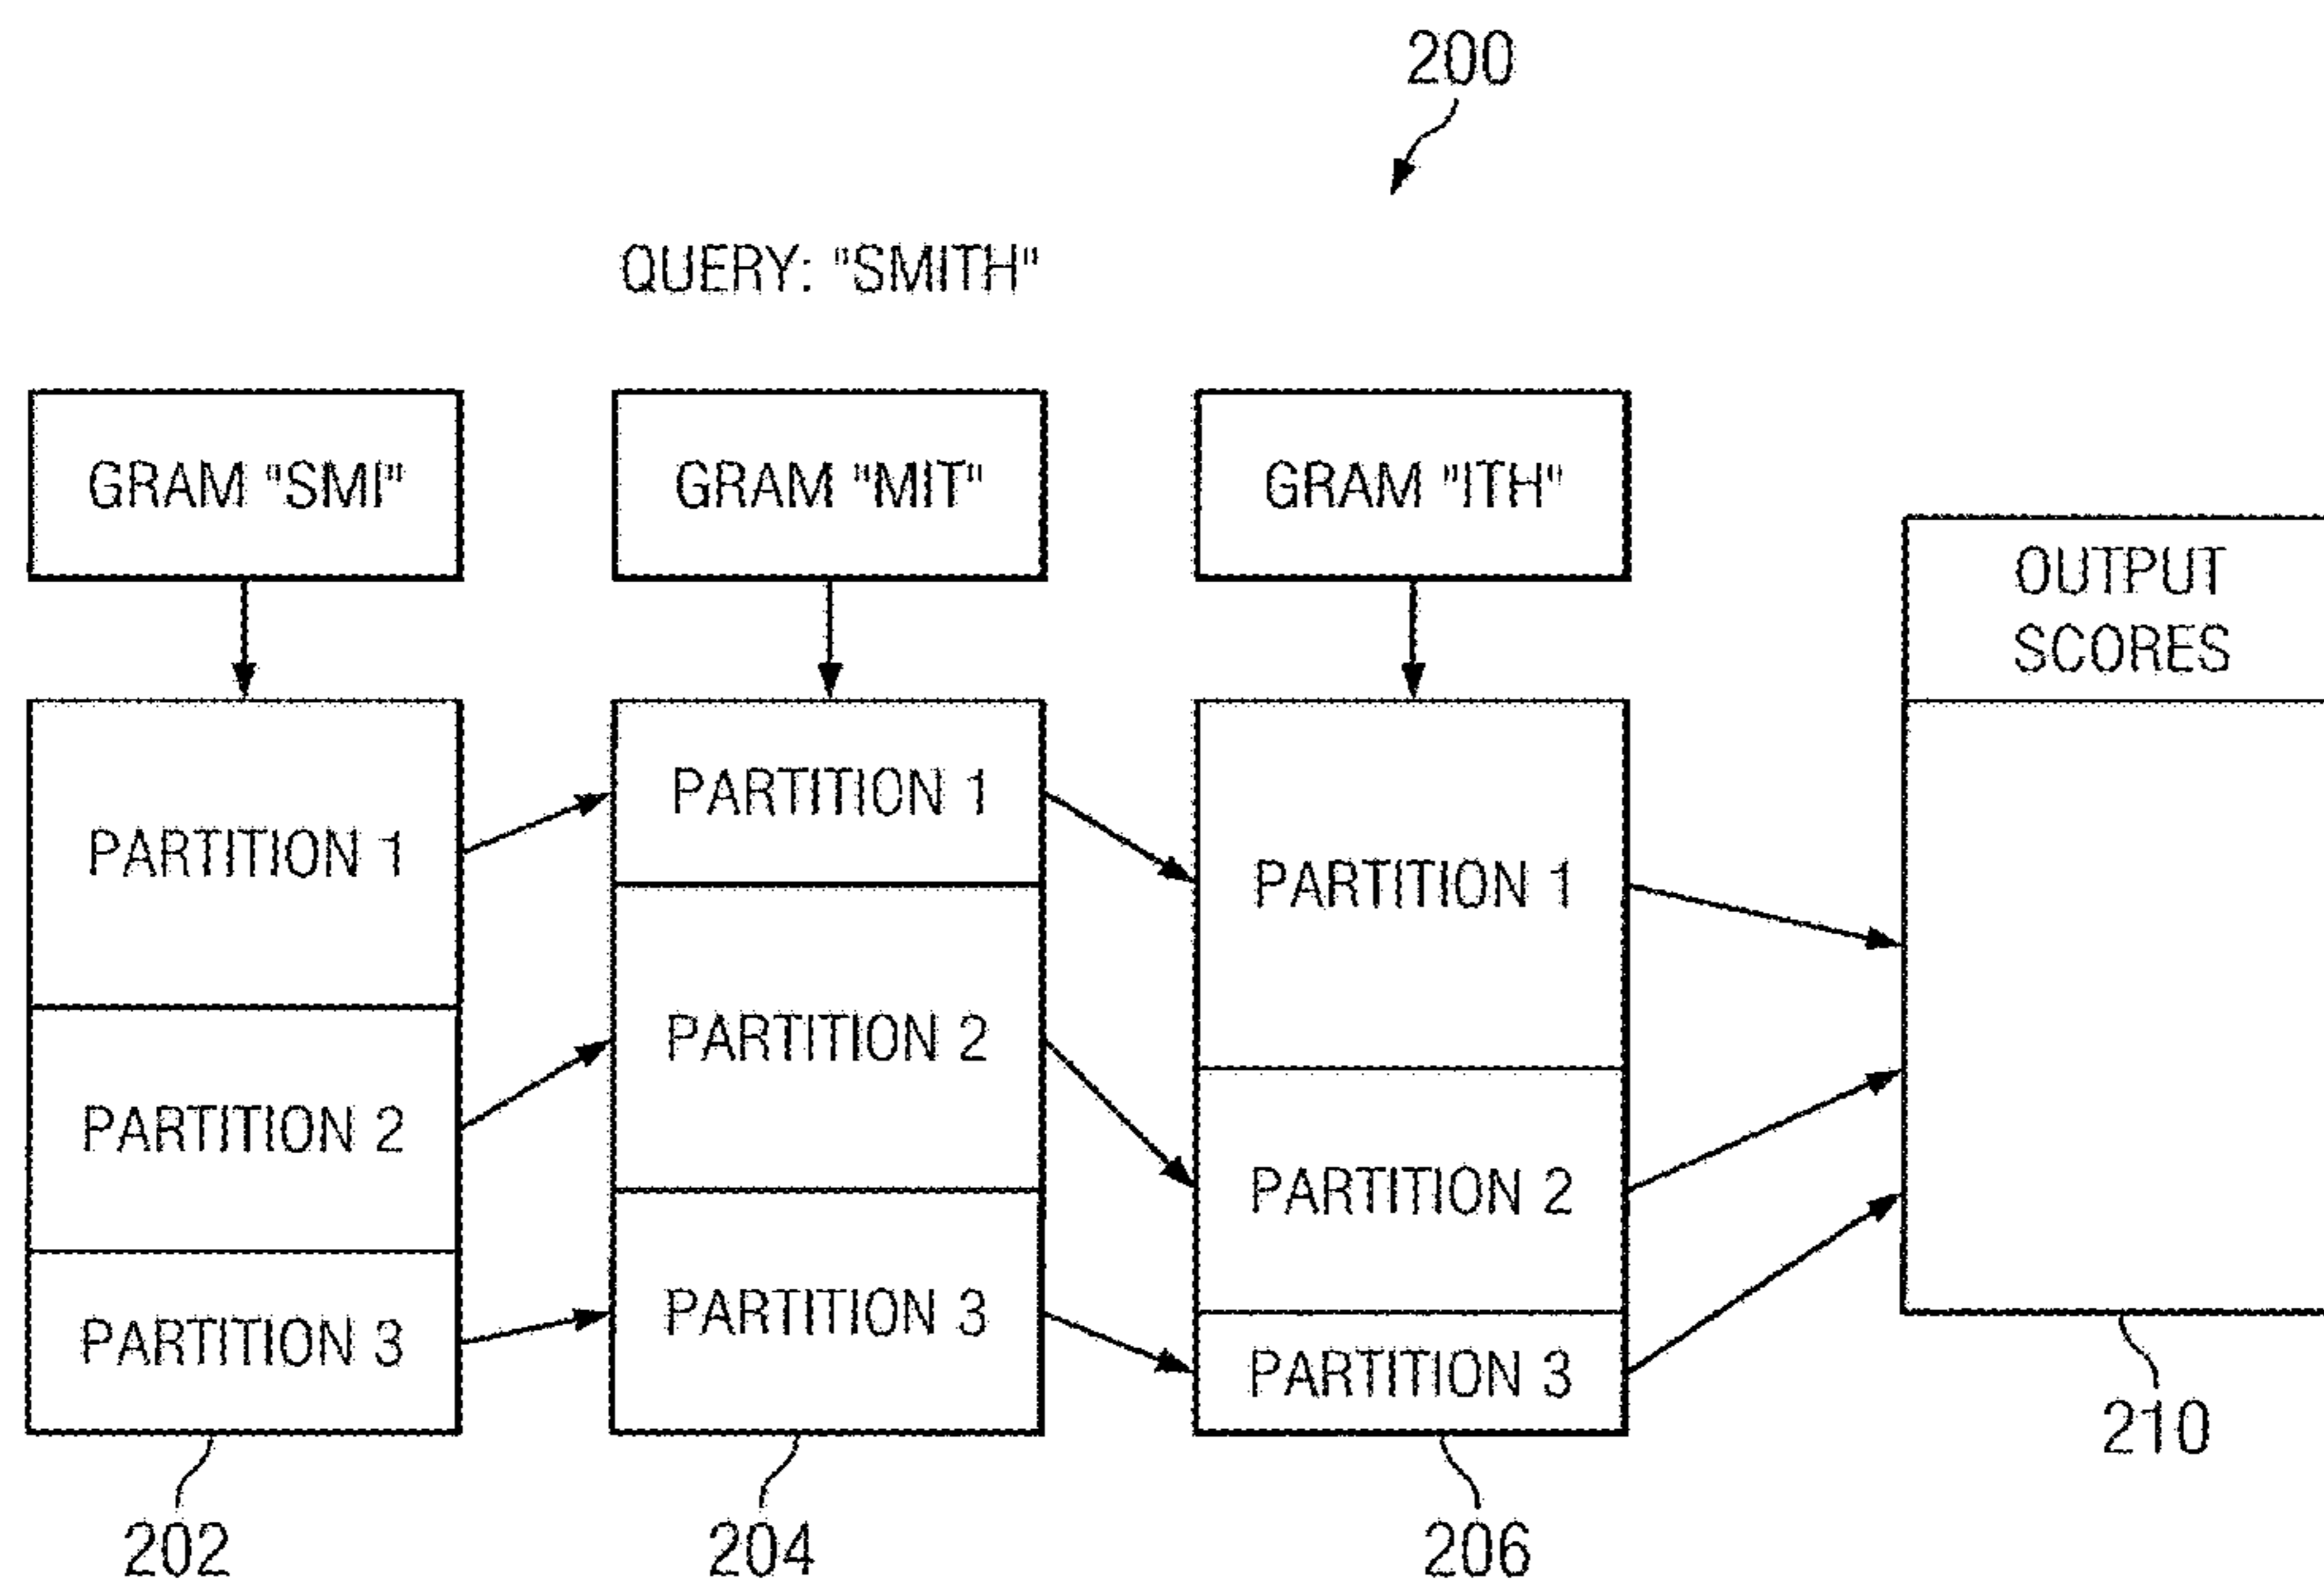 200
QUERY: "SMITH"
GRAM "SMI"
GRAM "MIT"
GRAM "ITH"
OUTPUT
SCORES
PARTITION 1
PARTITION 2
PARTITION 3
PARTITION 1
PARTITION 2
PARTITION 3
PARTITION 1
PARTITION 2
PARTITION 3
202
204
206
210